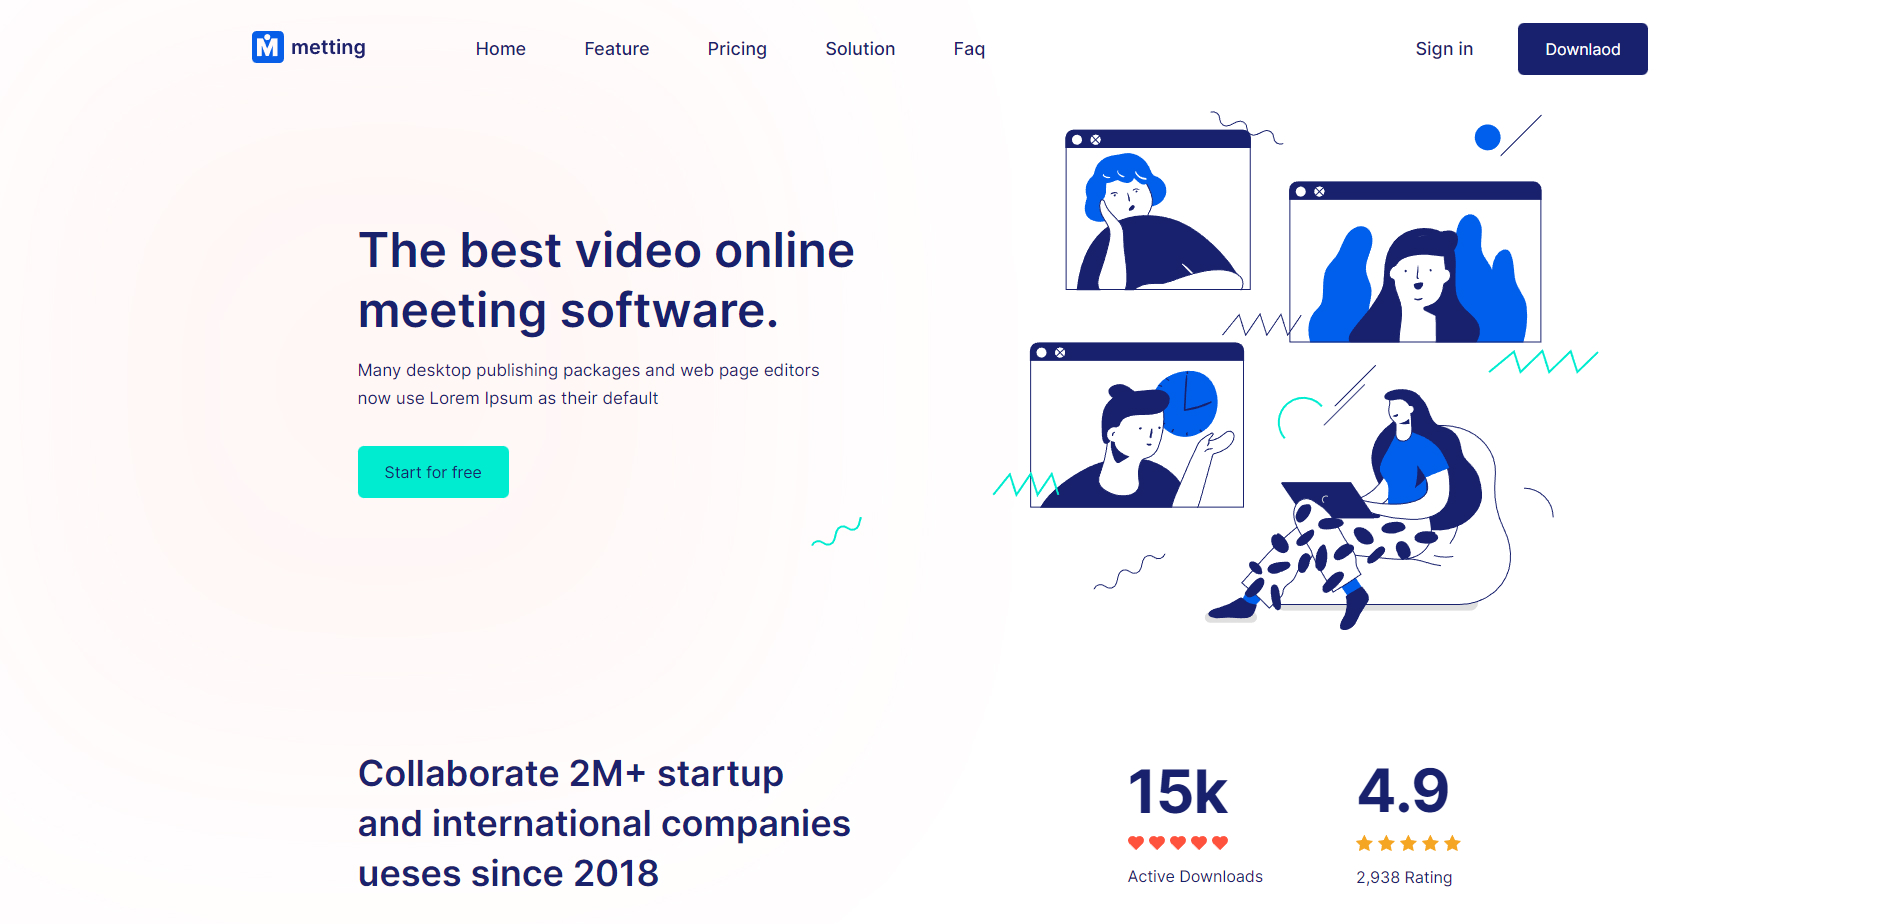 metting
Home Feature Pricing Solution Faq Sign in Downlaod
The best video online
meeting software.
Many desktop publishing packages and web page editors
now use Lorem Ipsum as their default
Start for free
Collaborate 2M+ startup
and international companies
ueses since 2018
15k
Active Downloads
4.9
2,938 Rating